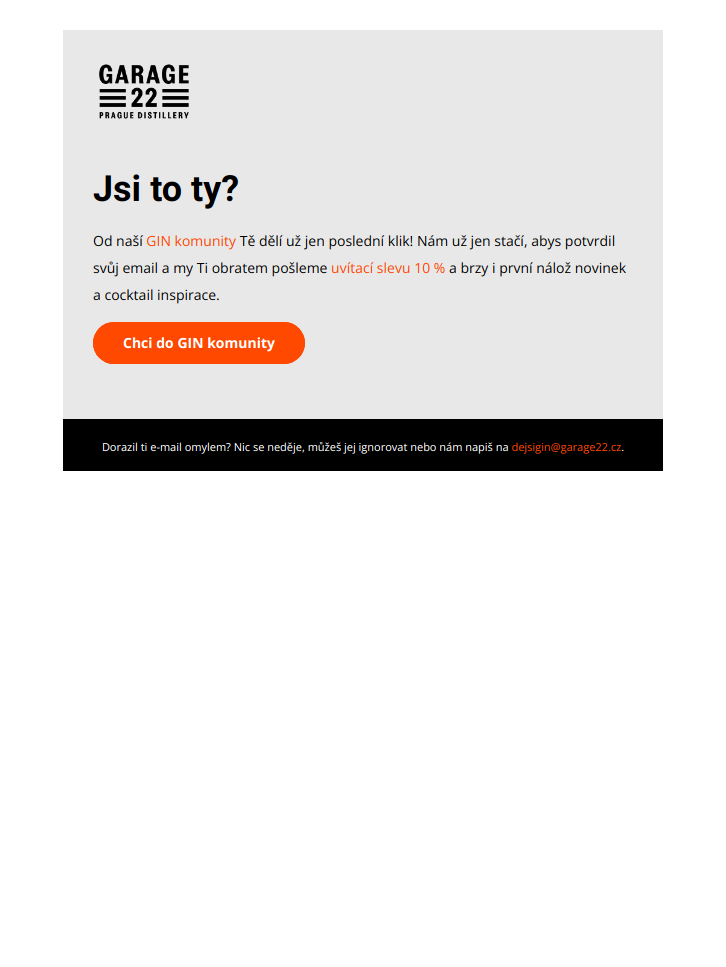 GARAGE
22
PRAGUE DISTILLERY
Jsi to ty?
Od naší GIN komunity Tě dělí už jen poslední klik! Nám už jen stačí, abys potvrdil
svůj email a my Ti obratem pošleme uvítací slevu 10 % a brzy i první nálož novinek
a cocktail inspirace.
Chci do GIN komunity
Dorazil ti e-mail omylem? Nic se neděje, můžeš jej ignorovat nebo nám napiš na dejsigin@garage22.cz.